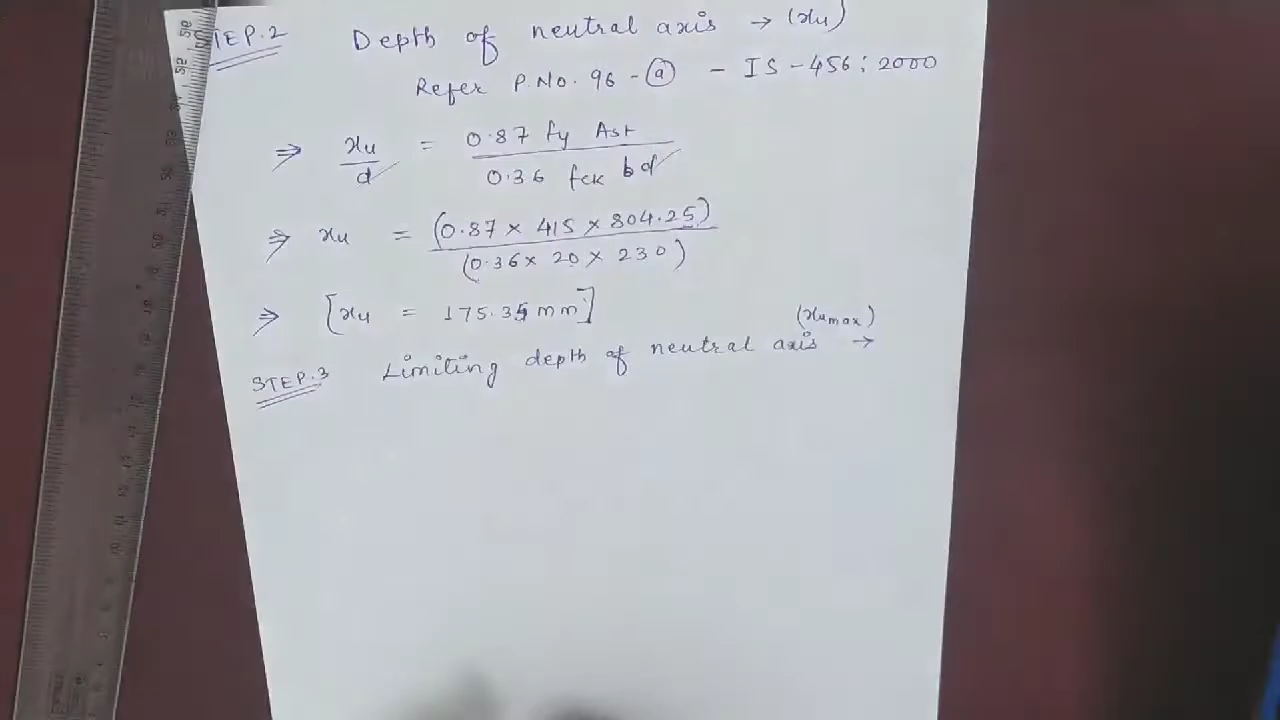 STEP.2 Depth of neutral axis → (xu)
Refer P.No. 96 - (a) - IS - 456 : 2000
⇒ xu/d = 0.87 fy Ast / 0.36 fck b d
⇒ xu = (0.87 × 415 × 804.25) / (0.36 × 20 × 230)
⇒ [xu = 175.35 mm]
(xumax)
STEP.3 Limiting depth of neutral axis →